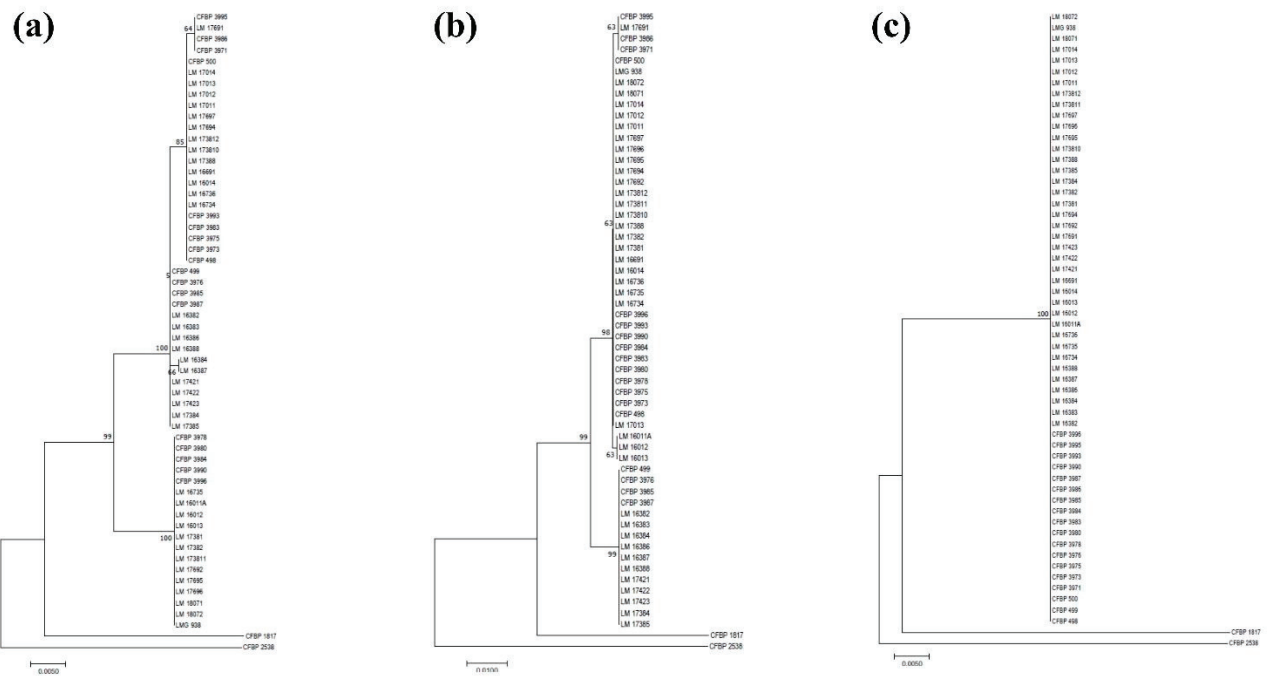 (a)
64
CFBP 3995
LM 17691
CFBP 3986
CFBP 3971
CFBP 500
LM 17014
LM 17013
LM 17012
LM 17011
LM 17697
LM 17694
85
LM 173812
LM 173810
LM 17388
LM 16691
LM 16014
LM 16736
LM 16734
CFBP 3993
CFBP 3983
CFBP 3975
CFBP 3973
CFBP 498
5
CFBP 499
CFBP 3976
CFBP 3985
CFBP 3987
LM 16382
LM 16383
LM 16386
100
LM 16388
LM 16384
66
LM 16387
LM 17421
LM 17422
LM 17423
LM 17384
LM 17385
99
CFBP 3978
CFBP 3980
CFBP 3984
CFBP 3990
CFBP 3996
LM 16735
LM 16011A
LM 16012
LM 16013
100
LM 17381
LM 17382
LM 173811
LM 17692
LM 17695
LM 17696
LM 18071
LM 18072
LMG 938
CFBP 1817
CFBP 2538
0.0050
(b)
63
CFBP 3995
LM 17691
CFBP 3986
CFBP 3971
CFBP 500
LMG 938
LM 18072
LM 18071
LM 17014
LM 17012
LM 17011
LM 17697
LM 17696
LM 17695
LM 17694
LM 17692
LM 173812
LM 173811
LM 173810
63
LM 17388
LM 17382
LM 17381
LM 16691
LM 16014
LM 16736
LM 16735
LM 16734
CFBP 3996
CFBP 3993
98
CFBP 3990
CFBP 3984
CFBP 3983
CFBP 3980
CFBP 3978
CFBP 3975
CFBP 3973
CFBP 498
LM 17013
99
LM 16011A
LM 16012
63
LM 16013
CFBP 499
CFBP 3976
CFBP 3985
CFBP 3987
LM 16382
LM 16383
LM 16384
LM 16386
99
LM 16387
LM 16388
LM 17421
LM 17422
LM 17423
LM 17384
LM 17385
CFBP 1817
CFBP 2538
0.0100
(c)
LM 18072
LMG 938
LM 18071
LM 17014
LM 17013
LM 17012
LM 17011
LM 173812
LM 173811
LM 17697
LM 17696
LM 17695
LM 173810
LM 17388
LM 17385
LM 17384
LM 17382
LM 17381
LM 17694
LM 17692
LM 17691
LM 17423
LM 17422
LM 17421
LM 16691
LM 16014
LM 16013
100
LM 16012
LM 16011A
LM 16736
LM 16735
LM 16734
LM 16388
LM 16387
LM 16386
LM 16384
LM 16383
LM 16382
CFBP 3996
CFBP 3995
CFBP 3993
CFBP 3990
CFBP 3987
CFBP 3986
CFBP 3985
CFBP 3984
CFBP 3983
CFBP 3980
CFBP 3978
CFBP 3976
CFBP 3975
CFBP 3973
CFBP 3971
CFBP 500
CFBP 499
CFBP 498
CFBP 1817
CFBP 2538
0.0050